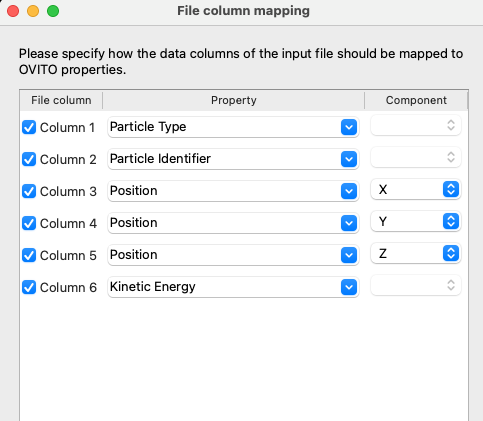 File column mapping
Please specify how the data columns of the input file should be mapped to
OVITO properties.
File column Property Component
Column 1 Particle Type
Column 2 Particle Identifier
Column 3 Position X
Column 4 Position Y
Column 5 Position Z
Column 6 Kinetic Energy